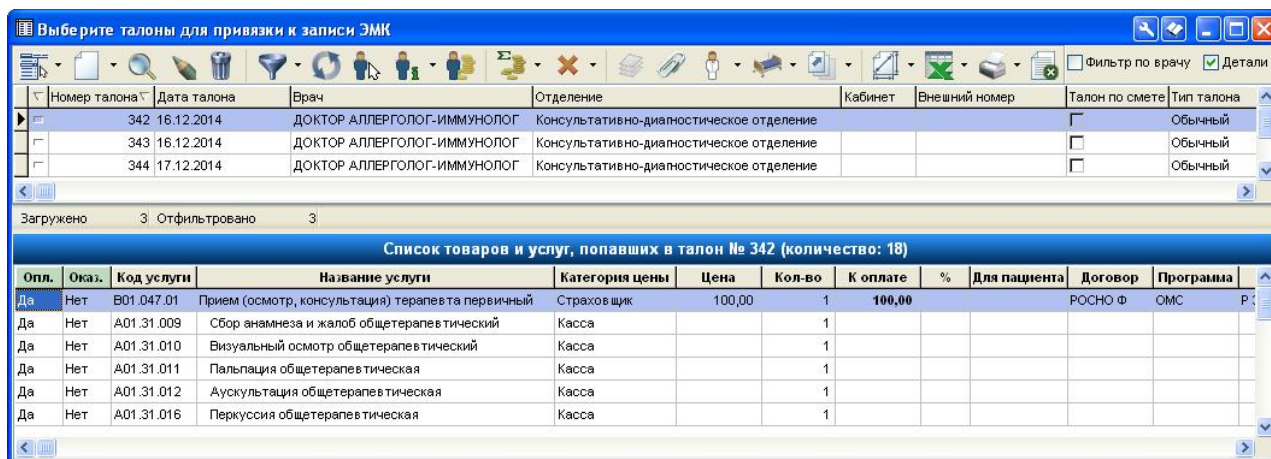 Выберите талоны для привязки к записи ЭМК
Фильтр по врачу Детали
Номер талона Дата талона Врач Отделение Кабинет Внешний номер Талон по смете Тип талона
342 16.12.2014 ДОКТОР АЛЛЕРГОЛОГ-ИММУНОЛОГ Консультативно-диагностическое отделение Обычный
343 16.12.2014 ДОКТОР АЛЛЕРГОЛОГ-ИММУНОЛОГ Консультативно-диагностическое отделение Обычный
344 17.12.2014 ДОКТОР АЛЛЕРГОЛОГ-ИММУНОЛОГ Консультативно-диагностическое отделение Обычный
Загружено 3 Отфильтровано 3
Список товаров и услуг, попавших в талон № 342 (количество: 18)
Опл. Оказ. Код услуги Название услуги Категория цены Цена Кол-во К оплате % Для пациента Договор Программа
Да Нет B01.047.01 Прием (осмотр, консультация) терапевта первичный Страховщик 100,00 1 100,00 РОСНО Ф ОМС Р
Да Нет A01.31.009 Сбор анамнеза и жалоб общетерапевтический Касса 1
Да Нет A01.31.010 Визуальный осмотр общетерапевтический Касса 1
Да Нет A01.31.011 Пальпация общетерапевтическая Касса 1
Да Нет A01.31.012 Аускультация общетерапевтическая Касса 1
Да Нет A01.31.016 Перкуссия общетерапевтическая Касса 1